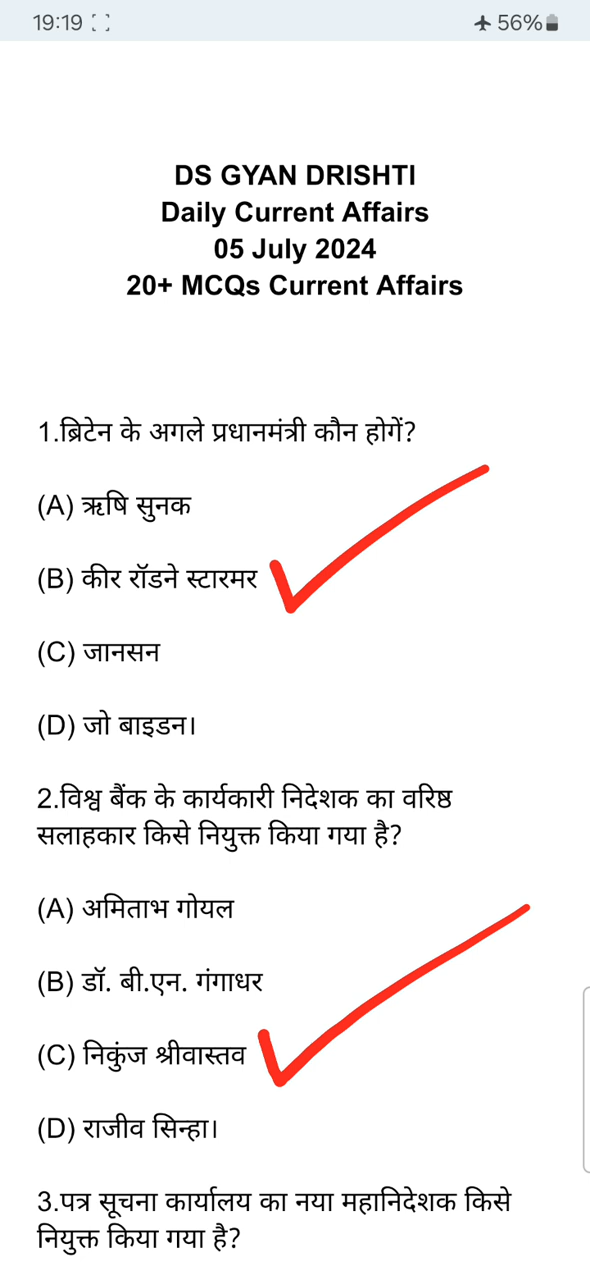 19:19
56%
DS GYAN DRISHTI
Daily Current Affairs
05 July 2024
20+ MCQs Current Affairs
1.ब्रिटेन के अगले प्रधानमंत्री कौन होगें?
(A) ऋषि सुनक
(B) कीर रॉडने स्टारमर
(C) जानसन
(D) जो बाइडन।
2.विश्व बैंक के कार्यकारी निदेशक का वरिष्ठ
सलाहकार किसे नियुक्त किया गया है?
(A) अमिताभ गोयल
(B) डॉ. बी.एन. गंगाधर
(C) निकुंज श्रीवास्तव
(D) राजीव सिन्हा।
3.पत्र सूचना कार्यालय का नया महानिदेशक किसे
नियुक्त किया गया है?